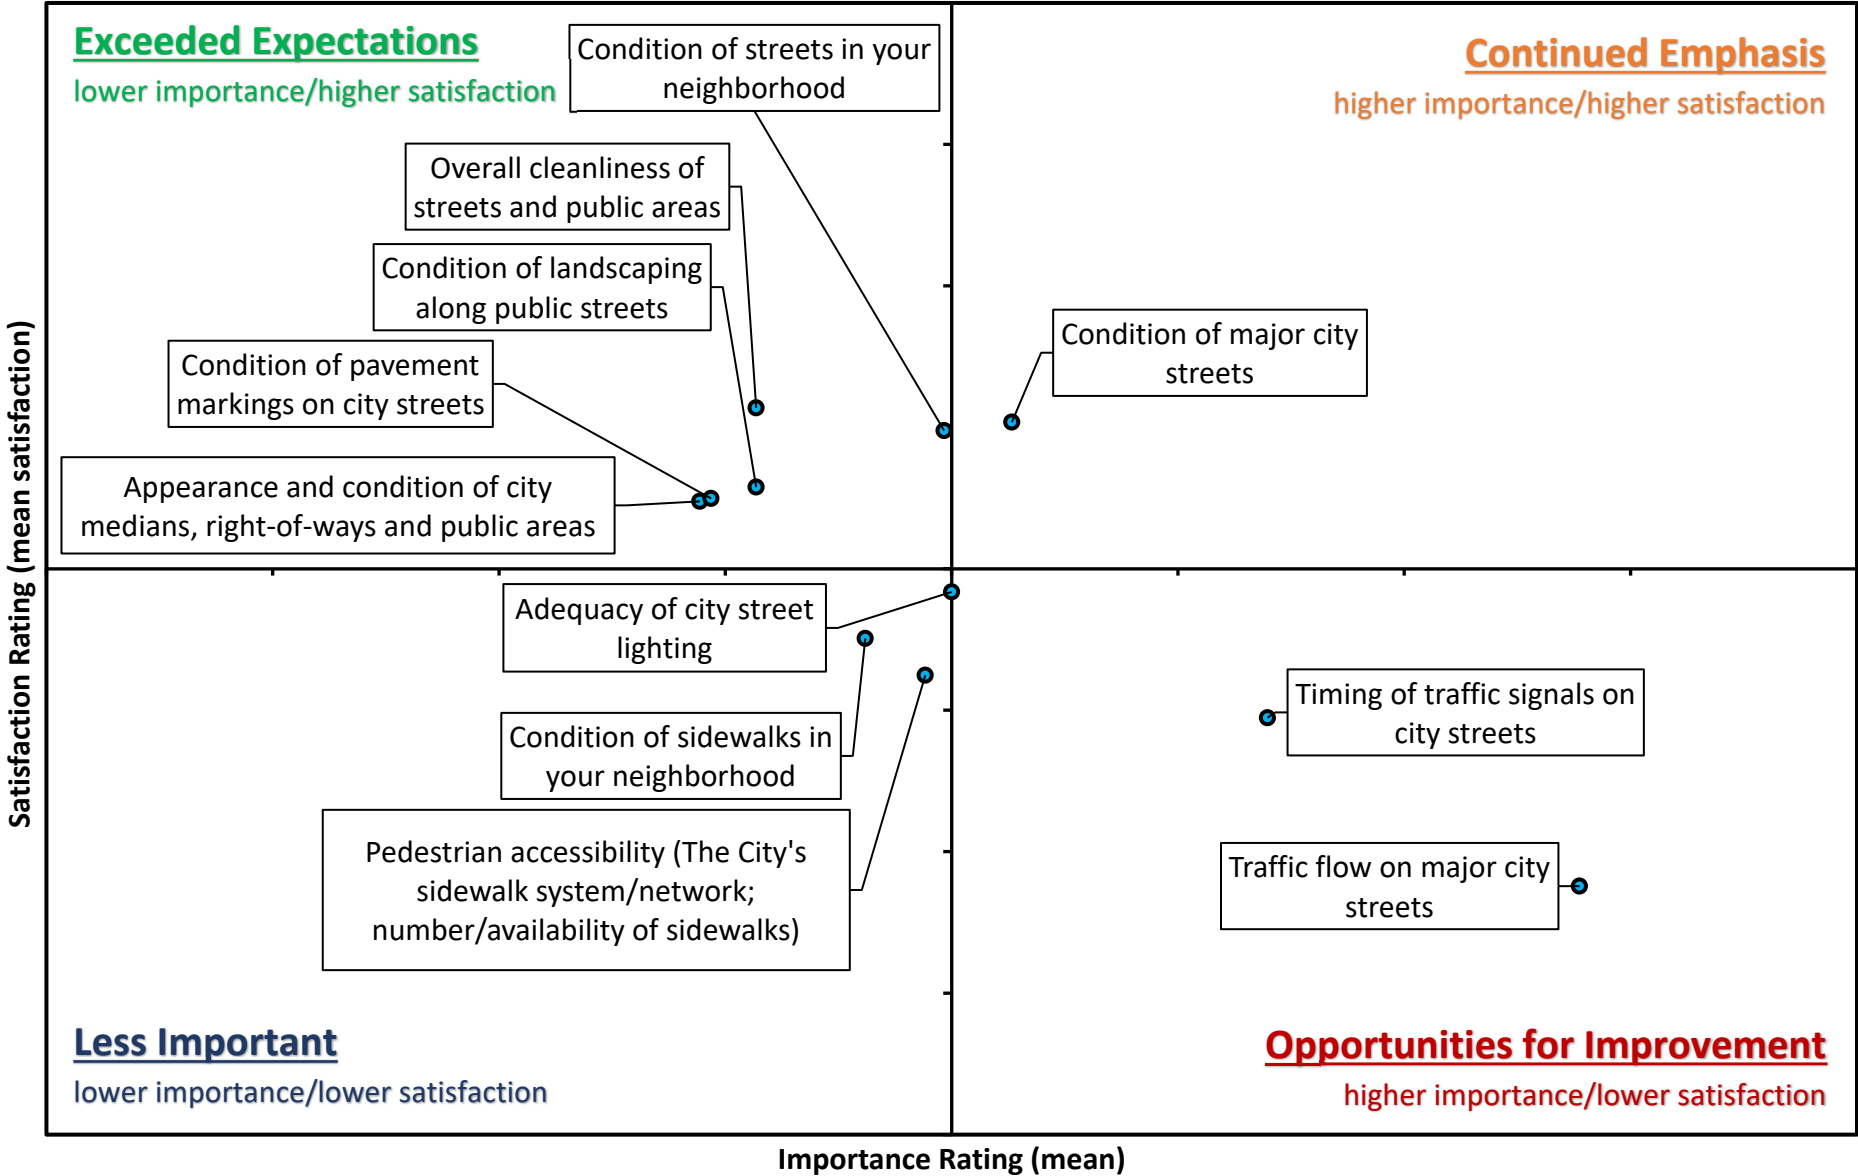 Exceeded Expectations
lower importance/higher satisfaction
Condition of streets in your
neighborhood
Continued Emphasis
higher importance/higher satisfaction
Overall cleanliness of
streets and public areas
Condition of landscaping
along public streets
Condition of pavement
markings on city streets
Appearance and condition of city
medians, right-of-ways and public areas
Condition of major city
streets
Satisfaction Rating (mean satisfaction)
Adequacy of city street
lighting
Condition of sidewalks in
your neighborhood
Pedestrian accessibility (The City's
sidewalk system/network;
number/availability of sidewalks)
Timing of traffic signals on
city streets
Traffic flow on major city
streets
Less Important
lower importance/lower satisfaction
Opportunities for Improvement
higher importance/lower satisfaction
Importance Rating (mean)